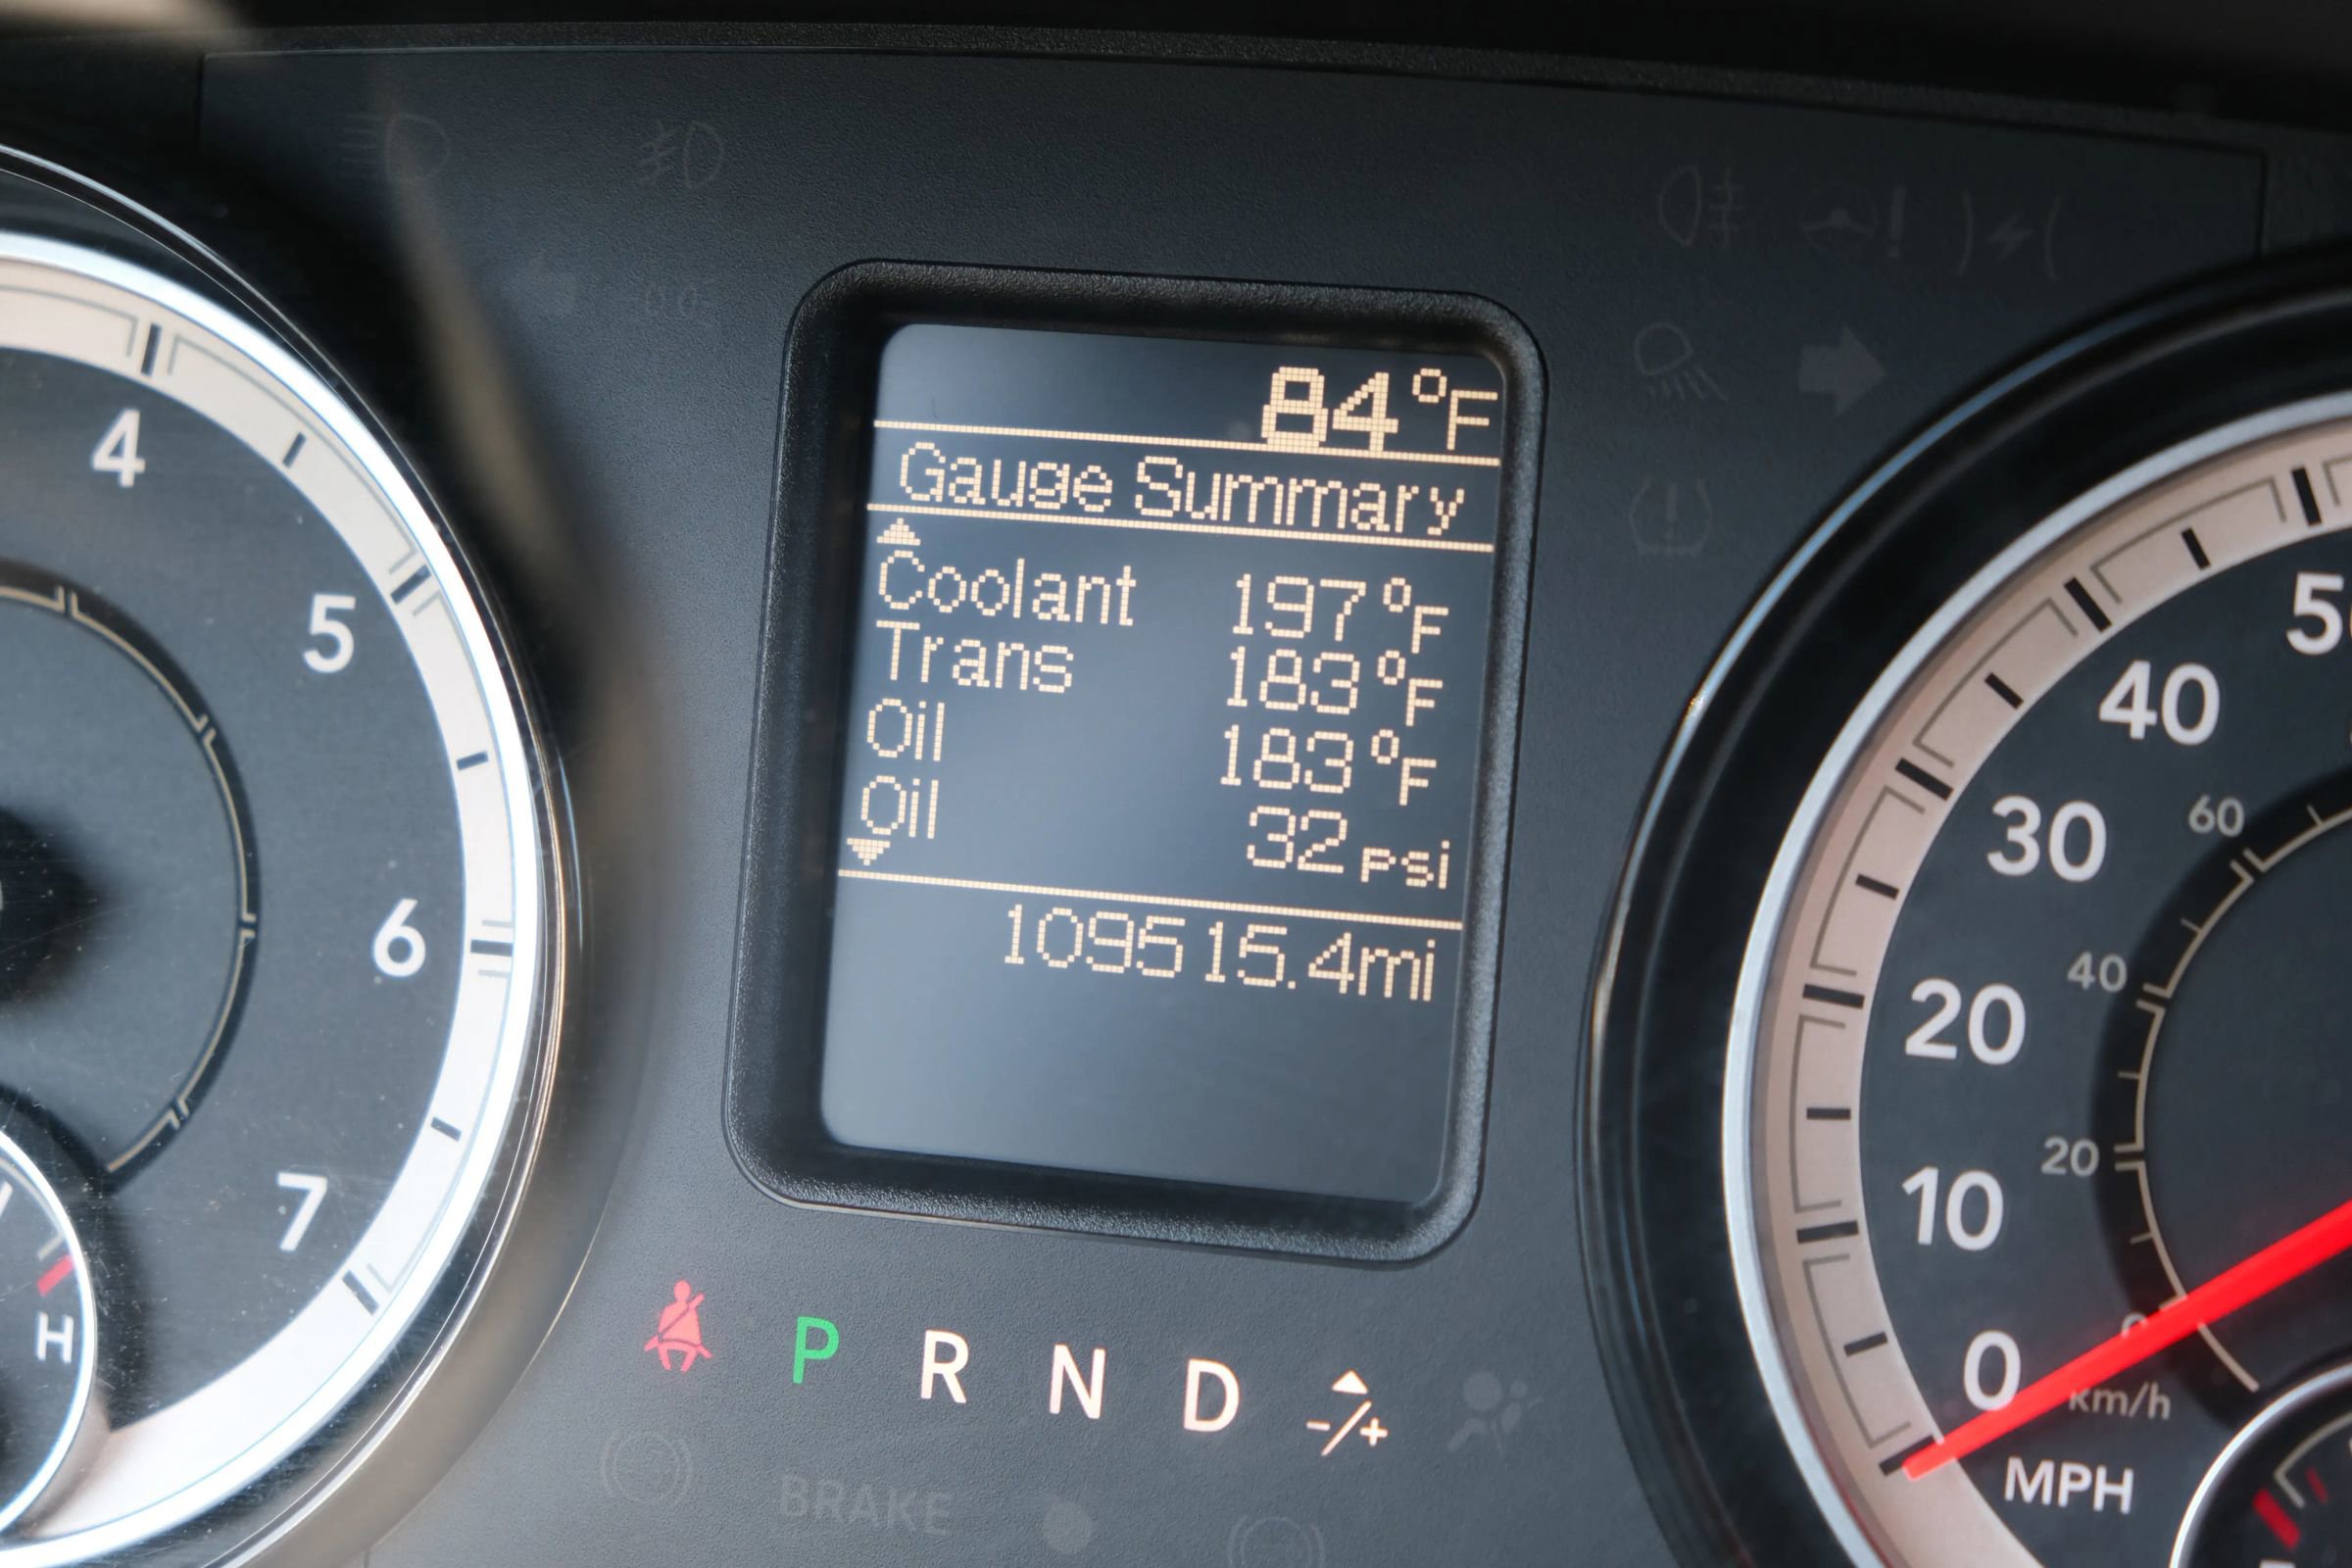 84°F
Gauge Summary
Coolant 197°F
Trans 183°F
Oil 183°F
Oil 32 psi
109515.4mi
P R N D -/+
BRAKE
4
5
6
7
H
40
30
20
10
0
60
40
20
0
km/h
MPH